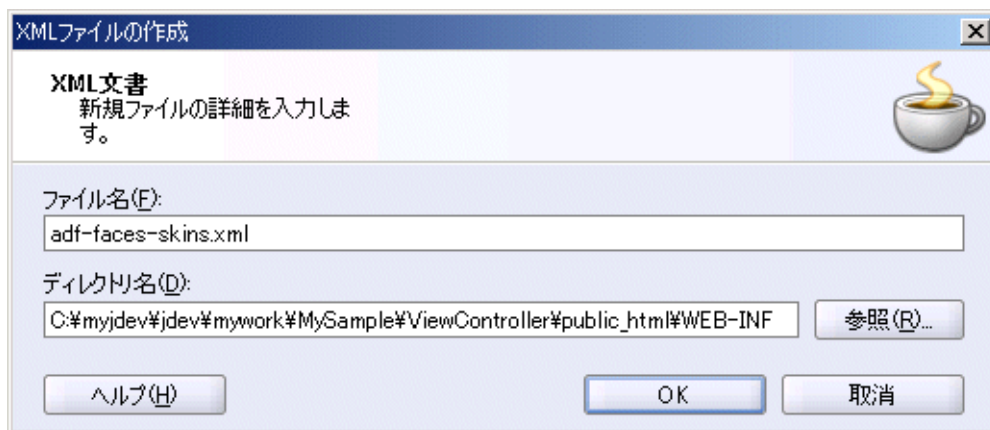 XMLファイルの作成
XML文書
新規ファイルの詳細を入力しま
す。
ファイル名(F):
adf-faces-skins.xml
ディレクトリ名(D):
C:¥myjdev¥jdev¥mywork¥MySample¥ViewController¥public_html¥WEB-INF
参照(R)...
ヘルプ(H)
OK
取消